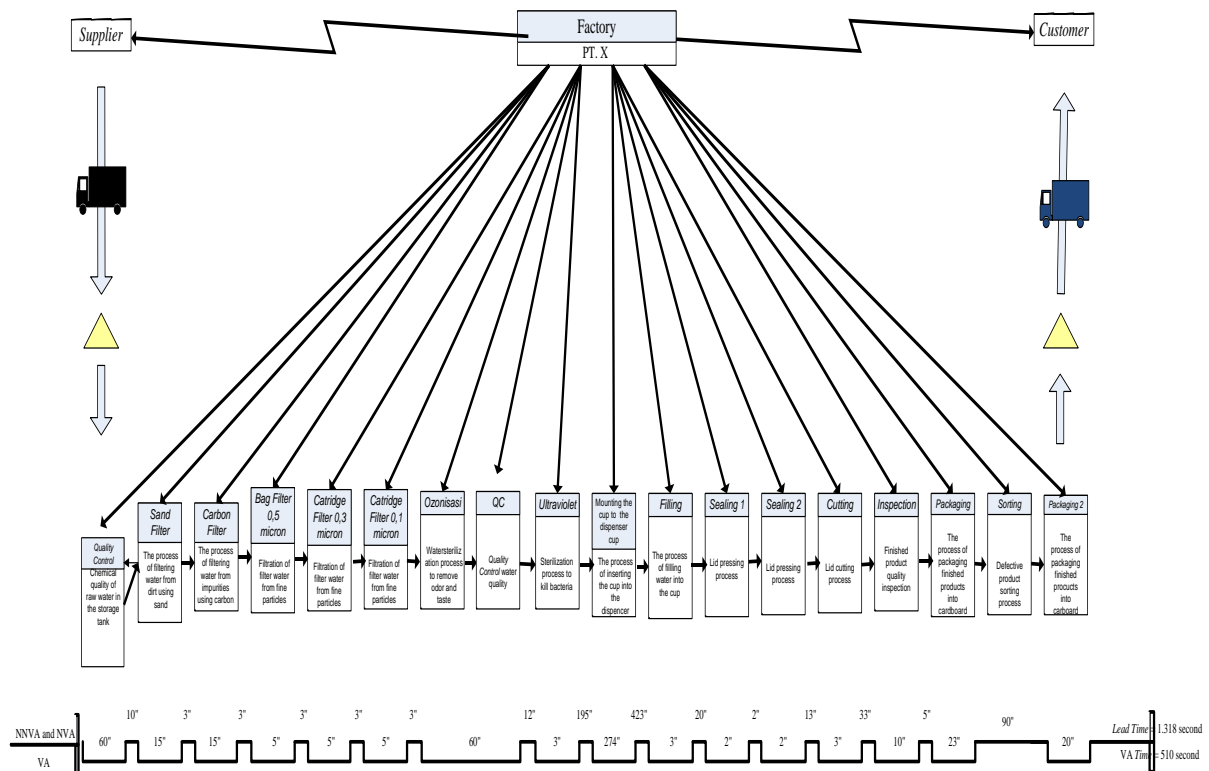 Supplier
Factory
PT. X
Customer
Quality
Control
Chemical
quality of
raw water in
the storage
tank
Sand
Filter
The process
of filtering
water from
dirt using
sand
Carbon
Filter
The process
of filtering
water from
impurities
using carbon
Bag Filter
0,5
micron
Filtration of
filter water
from fine
particles
Catridge
Filter 0,3
micron
Filtration of
filter water
from fine
particles
Catridge
Filter 0,1
micron
Filtration of
filter water
from fine
particles
Ozonisasi
Watersteriliz
ation process
to remove
odor and
taste
QC
Quality
Control water
quality
Ultraviolet
Sterilization
process to
kill bacteria
Mounting the
cup to the
dispenser
cup
The process
of inserting
the cup into
the
dispencer
Filling
The process
of filling
water into
the cup
Sealing 1
Lid pressing
process
Sealing 2
Lid pressing
process
Cutting
Lid cutting
process
Inspection
Finished
product
quality
inspection
Packaging
The
process of
packaging
finished
products
into
cardboard
Sorting
Defective
product
sorting
process
Packaging 2
The
process of
packaging
finished
procucts
into
carboard
10" 3" 3" 3" 3" 3" 12" 195" 423" 20" 2" 13" 33" 5" 90"
NNVA and NVA
Lead Time = 1.318 second
60" 15" 15" 5" 5" 5" 60" 3" 274" 3" 2" 2" 3" 10" 23" 20"
VA
VA Time = 510 second